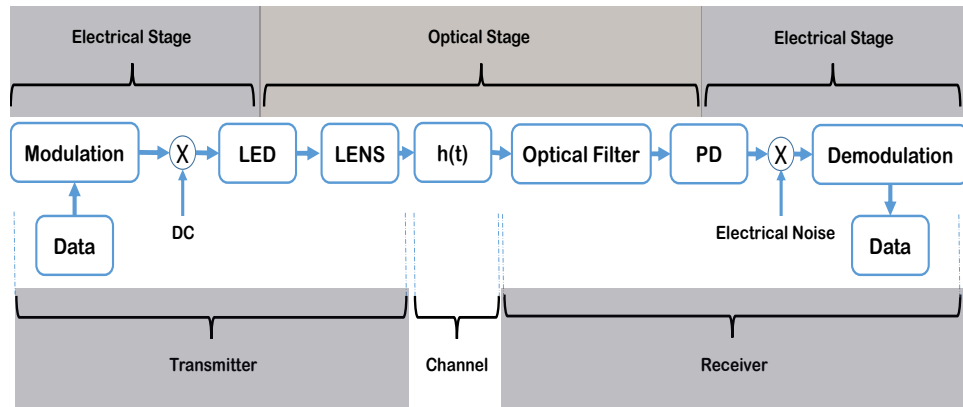 Electrical Stage
Optical Stage
Electrical Stage
Modulation
X
LED
LENS
h(t)
Optical Filter
PD
X
Demodulation
Data
DC
Electrical Noise
Data
Transmitter
Channel
Receiver